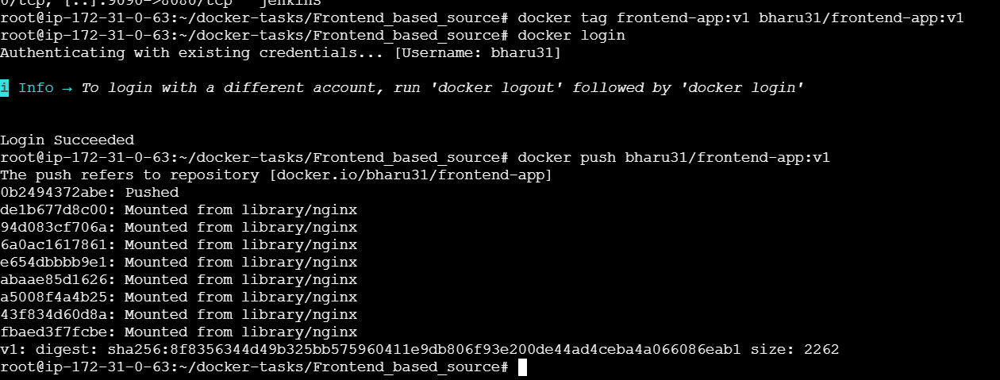 0/tcp, [..]:9090->8080/tcp   jenkins
root@ip-172-31-0-63:~/docker-tasks/Frontend_based_source# docker tag frontend-app:v1 bharu31/frontend-app:v1
root@ip-172-31-0-63:~/docker-tasks/Frontend_based_source# docker login
Authenticating with existing credentials... [Username: bharu31]
i Info → To login with a different account, run 'docker logout' followed by 'docker login'
Login Succeeded
root@ip-172-31-0-63:~/docker-tasks/Frontend_based_source# docker push bharu31/frontend-app:v1
The push refers to repository [docker.io/bharu31/frontend-app]
0b2494372abe: Pushed
de1b677d8c00: Mounted from library/nginx
94d083cf706a: Mounted from library/nginx
6a0ac1617861: Mounted from library/nginx
e654dbbbb9e1: Mounted from library/nginx
abaae85d1626: Mounted from library/nginx
a5008f4a4b25: Mounted from library/nginx
43f834d60d8a: Mounted from library/nginx
fbaed3f7fcbe: Mounted from library/nginx
v1: digest: sha256:8f8356344d49b325bb575960411e9db806f93e200de44ad4ceba4a066086eab1 size: 2262
root@ip-172-31-0-63:~/docker-tasks/Frontend_based_source#